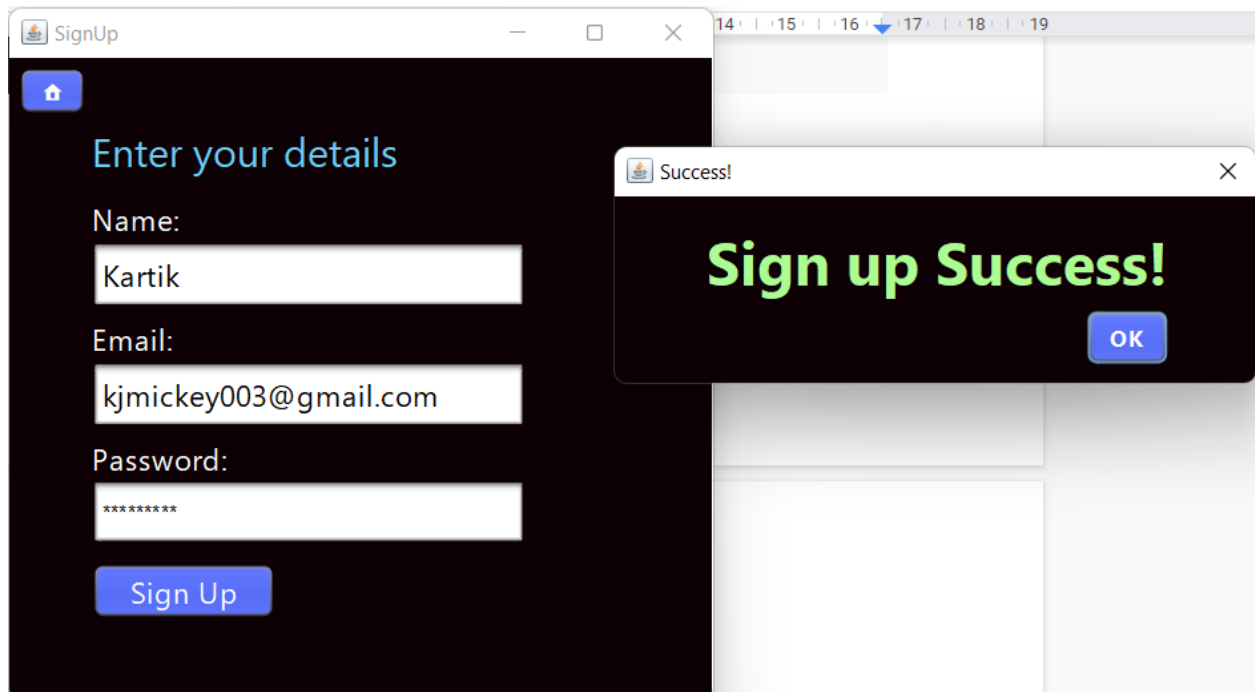 SignUp
14 15 16 17 18 19
Enter your details
Name:
Kartik
Email:
kjmickey003@gmail.com
Password:
*********
Sign Up
Success!
Sign up Success!
OK